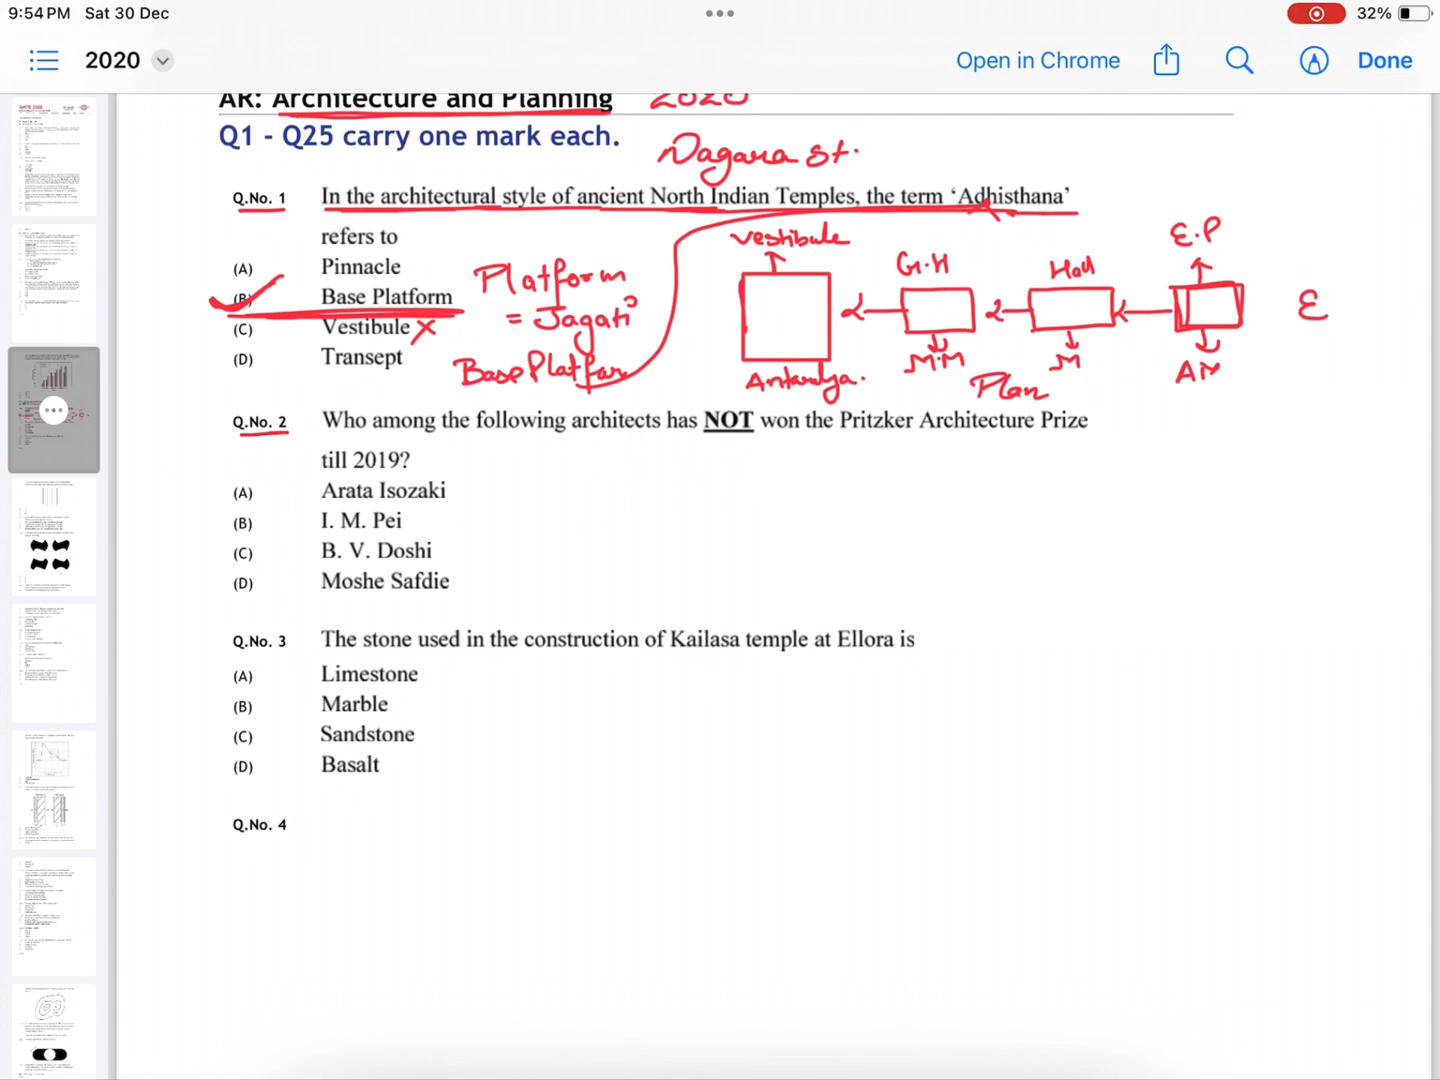 9:54 PM Sat 30 Dec
32%
2020
Open in Chrome
Done
AR: Architecture and Planning 2020
Q1 - Q25 carry one mark each.
Nagara St.
Q.No. 1 In the architectural style of ancient North Indian Temples, the term ‘Adhisthana’
refers to
(A) Pinnacle
(B) Base Platform
(C) Vestibule X
(D) Transept
Platform
= Jagati
Base Platform
Vestibule
G.H
Hall
E.P
E
Antaralya.
M.M
M
Plan
Q.No. 2 Who among the following architects has NOT won the Pritzker Architecture Prize
till 2019?
(A) Arata Isozaki
(B) I. M. Pei
(C) B. V. Doshi
(D) Moshe Safdie
Q.No. 3 The stone used in the construction of Kailasa temple at Ellora is
(A) Limestone
(B) Marble
(C) Sandstone
(D) Basalt
Q.No. 4